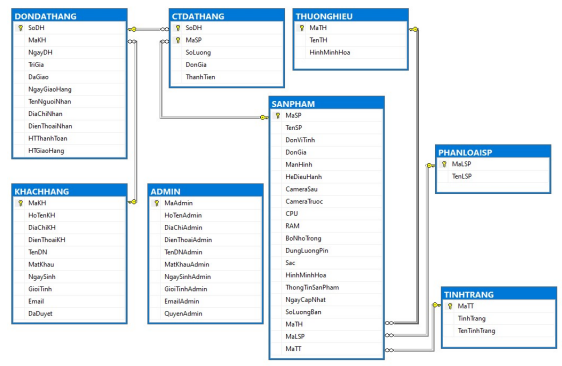 DONDATHANG
SoDH
MaKH
NgayDH
TriGia
DaGiao
NgayGiaoHang
TenNguoiNhan
DiaChiNhan
DienThoaiNhan
HTThanhToan
HTGiaoHang
CTDATHANG
SoDH
MaSP
SoLuong
DonGia
ThanhTien
THUONGHIEU
MaTH
TenTH
HinhMinhHoa
SANPHAM
MaSP
TenSP
DonViTinh
DonGia
ManHinh
HeDieuHanh
CameraSau
CameraTruoc
CPU
RAM
BoNhoTrong
DungLuongPin
Sac
HinhMinhHoa
ThongTinSanPham
NgayCapNhat
SoLuongBan
MaTH
MaLSP
MaTT
PHANLOAISP
MaLSP
TenLSP
KHACHHANG
MaKH
HoTenKH
DiaChiKH
DienThoaiKH
TenDN
MatKhau
NgaySinh
GioiTinh
Email
DaDuyet
ADMIN
MaAdmin
HoTenAdmin
DiaChiAdmin
DienThoaiAdmin
TenDNAdmin
MatKhauAdmin
NgaySinhAdmin
GioiTinhAdmin
EmailAdmin
QuyenAdmin
TINHTRANG
MaTT
TinhTrang
TenTinhTrang